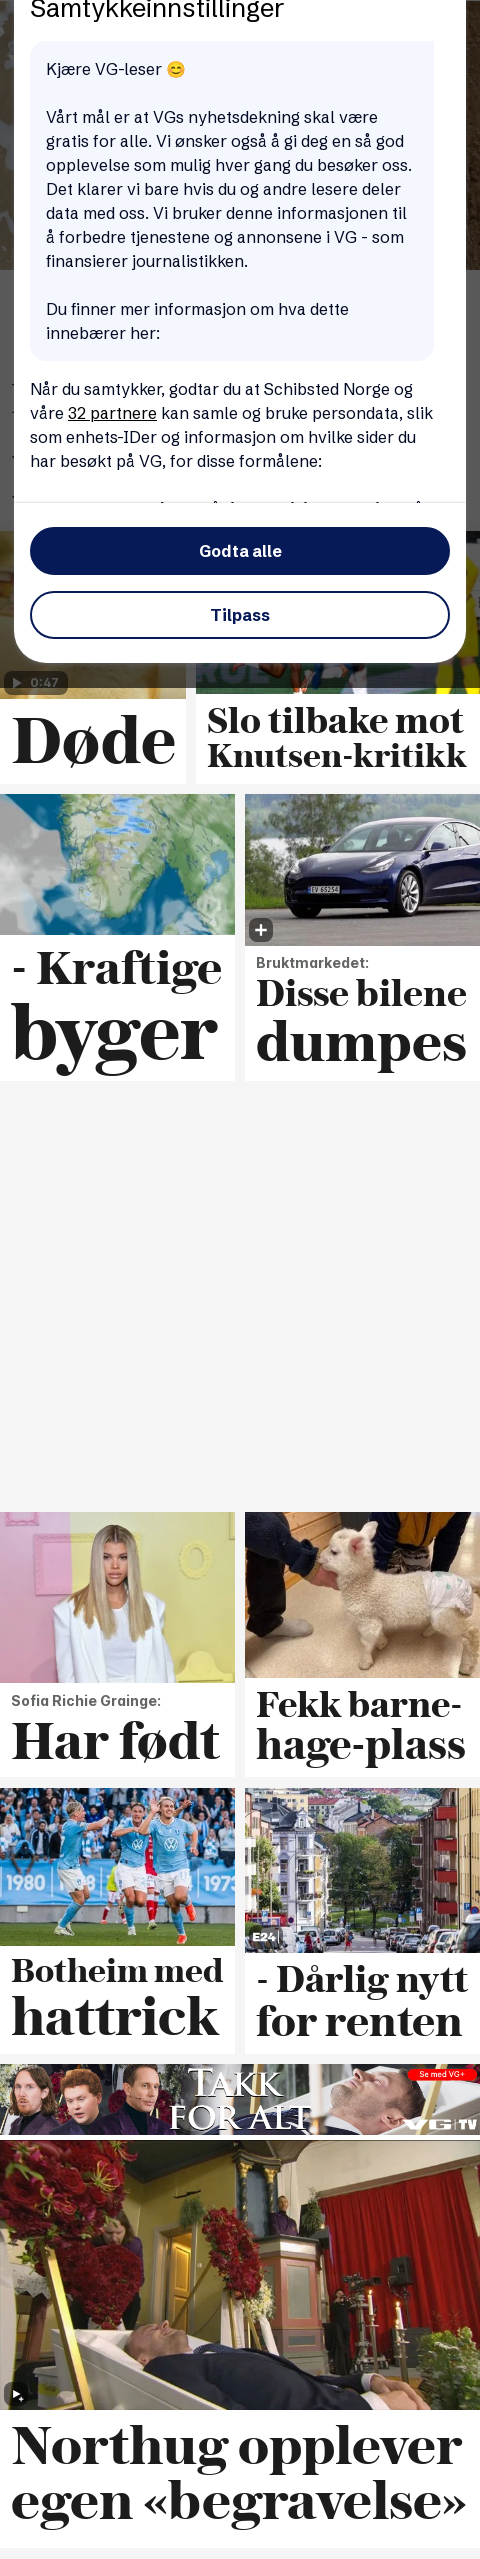 Samtykkeinnstillinger
Kjære VG-leser 😊
Vårt mål er at VGs nyhetsdekning skal være
gratis for alle. Vi ønsker også å gi deg en så god
opplevelse som mulig hver gang du besøker oss.
Det klarer vi bare hvis du og andre lesere deler
data med oss. Vi bruker denne informasjonen til
å forbedre tjenestene og annonsene i VG - som
finansierer journalistikken.
Du finner mer informasjon om hva dette
innebærer her:
Når du samtykker, godtar du at Schibsted Norge og
våre 32 partnere kan samle og bruke persondata, slik
som enhets-IDer og informasjon om hvilke sider du
har besøkt på VG, for disse formålene:
Godta alle
Tilpass
0:47
Døde
Slo tilbake mot
Knutsen-kritikk
- Kraftige
byger
EV 65254
Bruktmarkedet:
Disse bilene
dumpes
Sofia Richie Grainge:
Har født
Fekk barne-
hage-plass
1980
1973
Botheim med
hattrick
E24
- Dårlig nytt
for renten
TAKK
FOR ALT
Se med VG+
VG TV
Northug opplever
egen «begravelse»